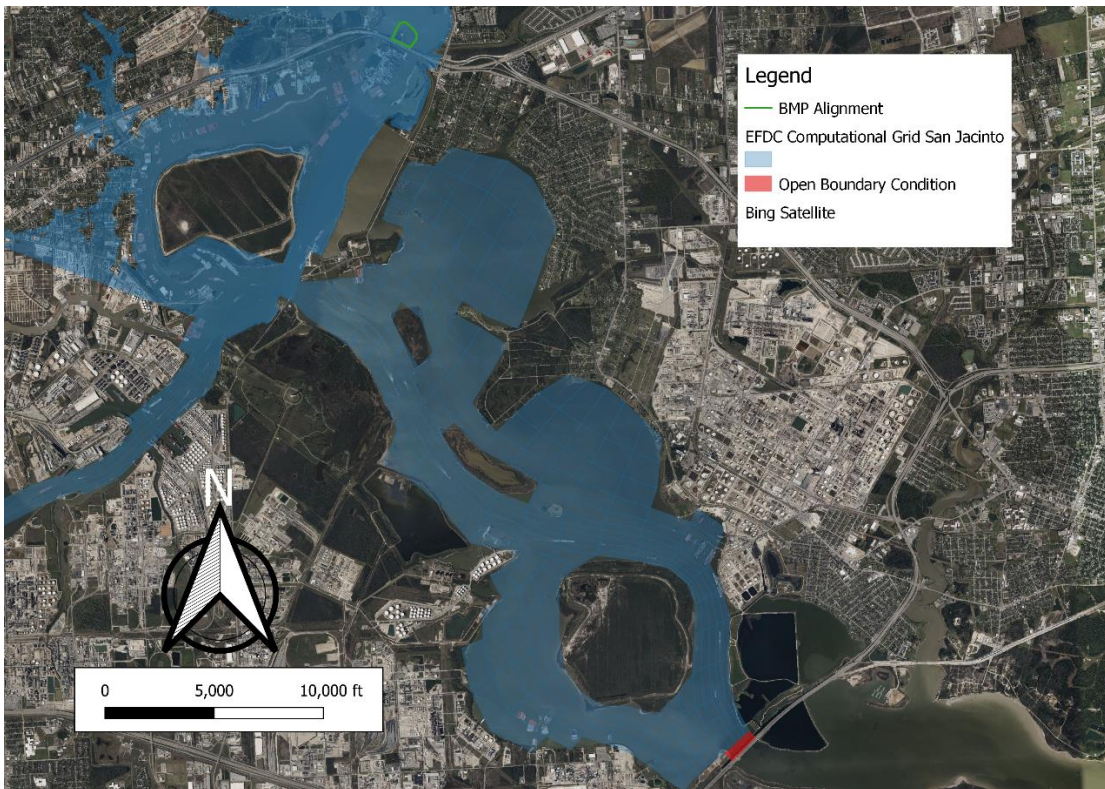 Legend
BMP Alignment
EFDC Computational Grid San Jacinto
Open Boundary Condition
Bing Satellite
N
0 5,000 10,000 ft